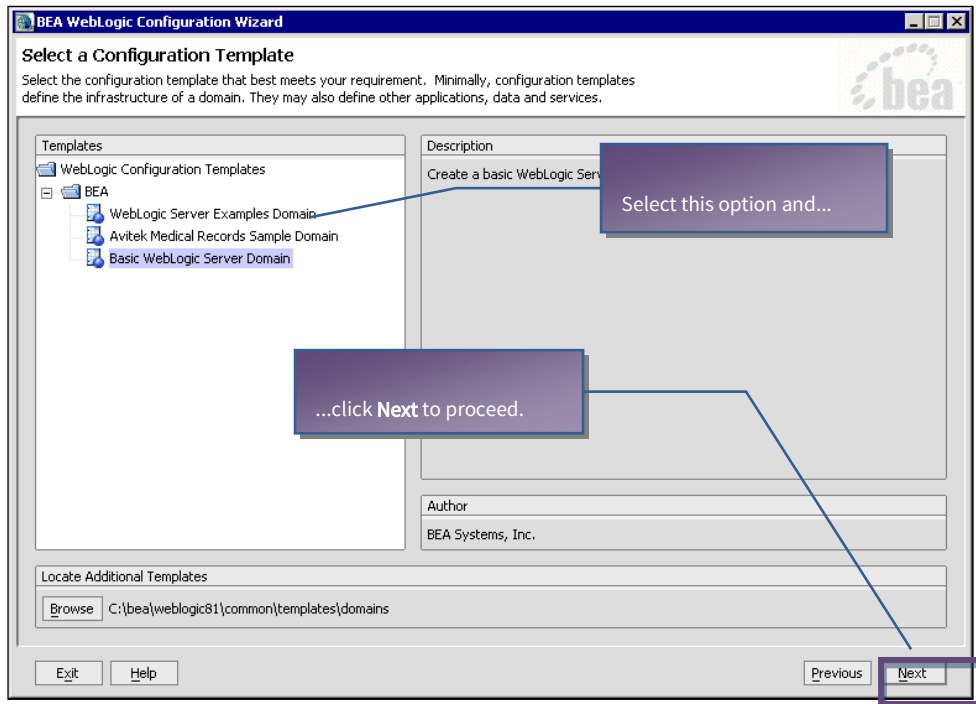 BEA WebLogic Configuration Wizard
Select a Configuration Template
Select the configuration template that best meets your requirement. Minimally, configuration templates
define the infrastructure of a domain. They may also define other applications, data and services.
bea
Templates
WebLogic Configuration Templates
BEA
WebLogic Server Examples Domain
Avitek Medical Records Sample Domain
Basic WebLogic Server Domain
Description
Create a basic WebLogic
Select this option and...
...click Next to proceed.
Author
BEA Systems, Inc.
Locate Additional Templates
Browse C:\bea\weblogic81\common\templates\domains
Exit Help Previous Next